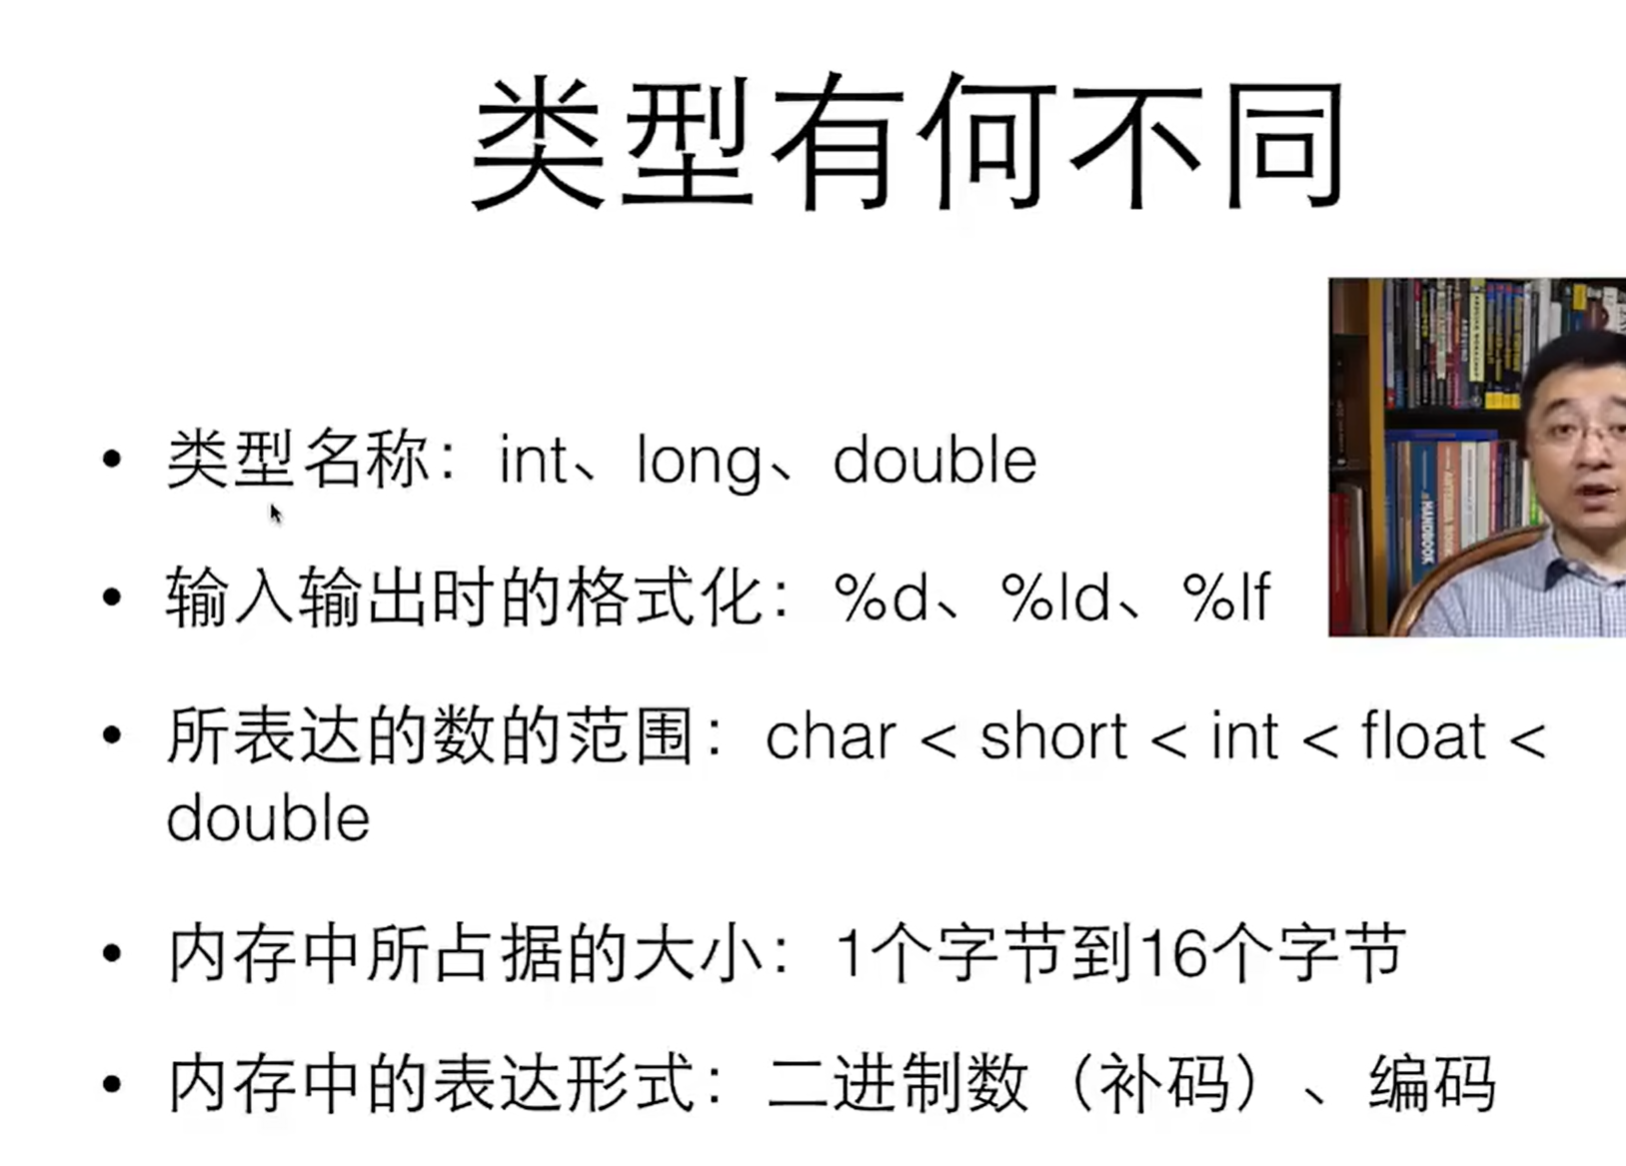 类型有何不同
• 类型名称：int、long、double
• 输入输出时的格式化：%d、%ld、%lf
• 所表达的数的范围：char < short < int < float <
double
• 内存中所占据的大小：1个字节到16个字节
• 内存中的表达形式：二进制数（补码）、编码
HANDBOOK